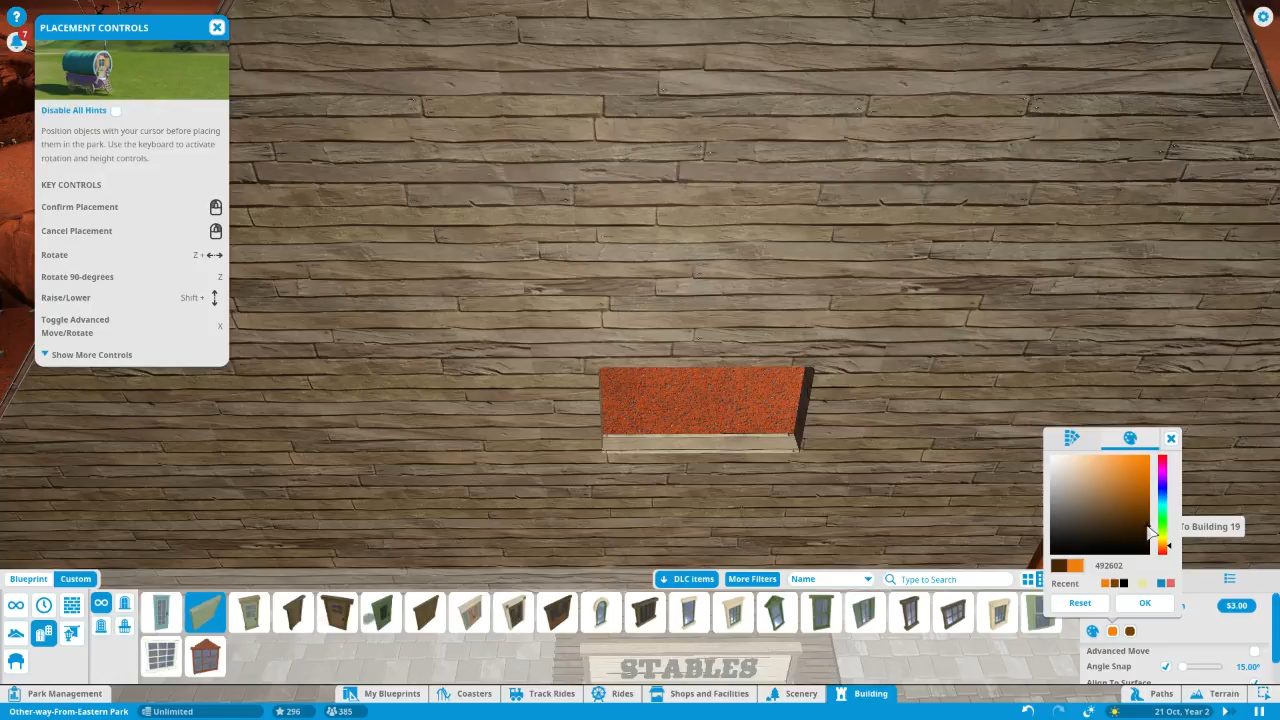 ?
7
PLACEMENT CONTROLS
Disable All Hints
Position objects with your cursor before placing
them in the park. Use the keyboard to activate
rotation and height controls.
KEY CONTROLS
Confirm Placement
Cancel Placement
Rotate Z +
Rotate 90-degrees Z
Raise/Lower Shift +
Toggle Advanced
Move/Rotate X
Show More Controls
To Building 19
492602
Recent
Reset OK
Blueprint Custom DLC items More Filters Name Type to Search
$3.00
Advanced Move
Angle Snap 15.00°
STABLES
Park Management My Blueprints Coasters Track Rides Rides Shops and Facilities Scenery Building Paths Terrain
Other-way-From-Eastern Park Unlimited 296 385 21 Oct, Year 2